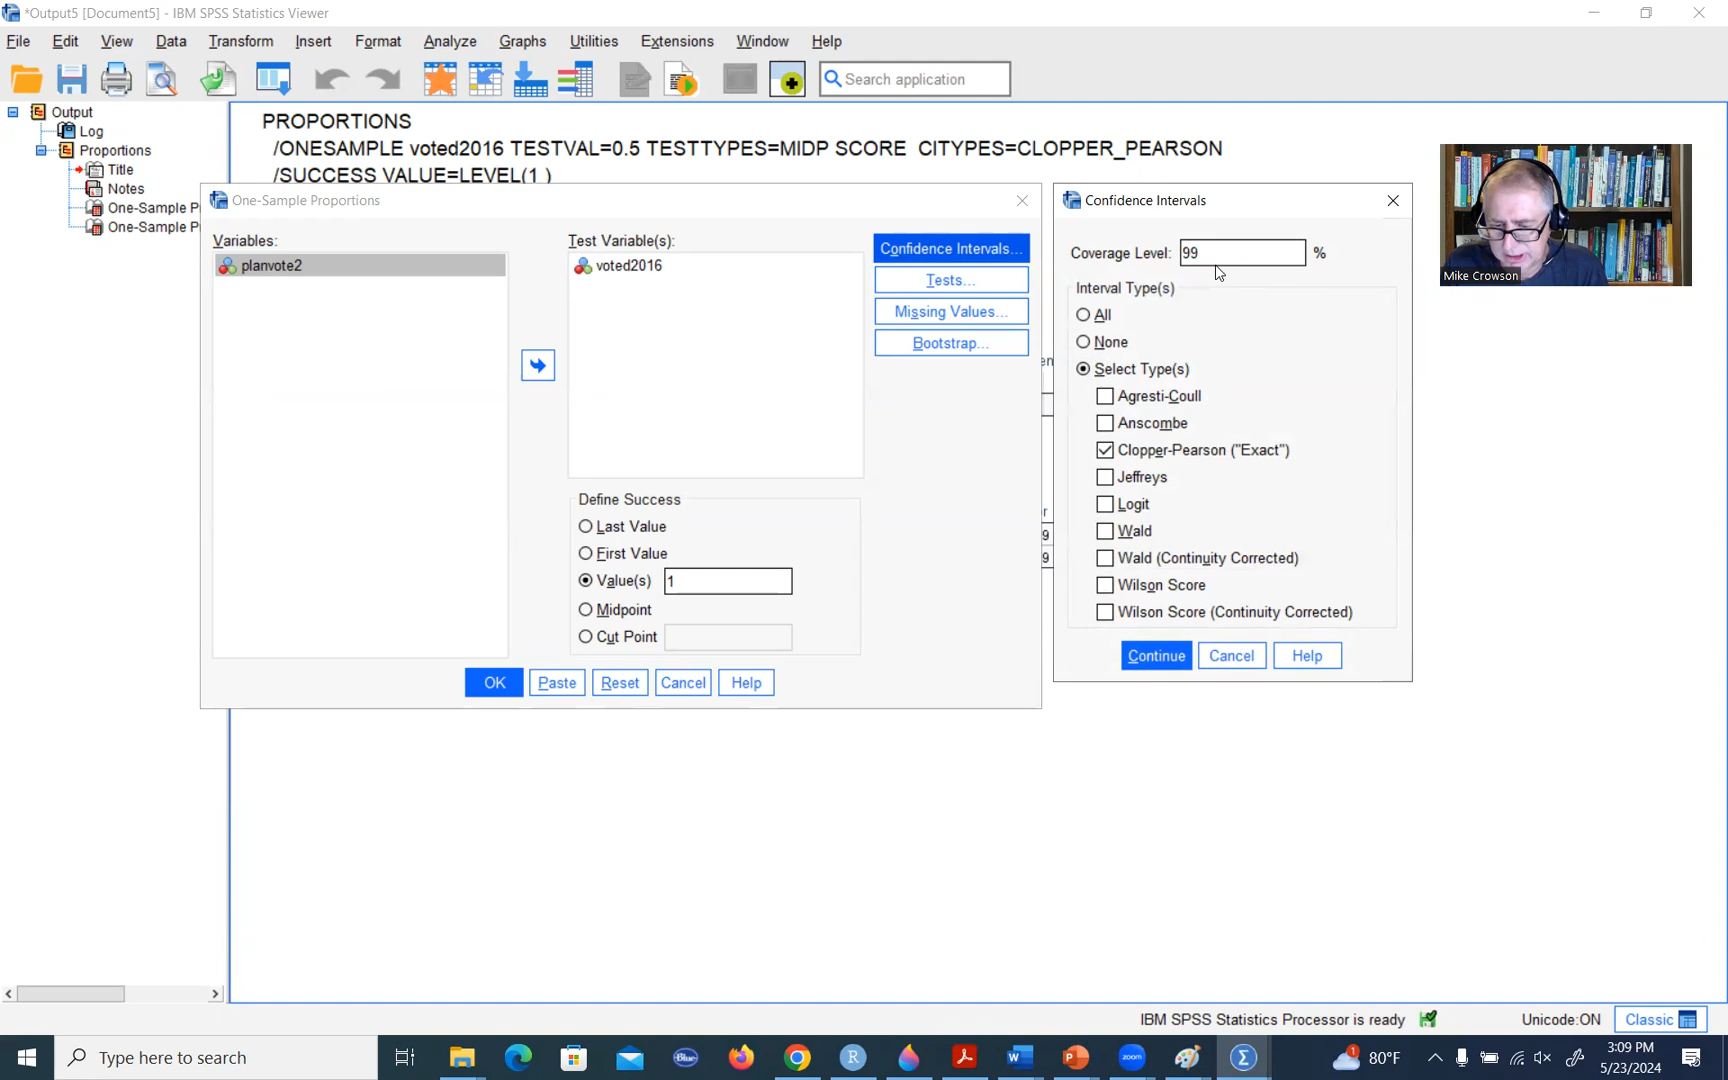 *Output5 [Document5] - IBM SPSS Statistics Viewer
File Edit View Data Transform Insert Format Analyze Graphs Utilities Extensions Window Help
Search application
Output
Log
Proportions
Title
Notes
One-Sample P
One-Sample P
PROPORTIONS
/ONESAMPLE voted2016 TESTVAL=0.5 TESTTYPES=MIDP SCORE CITYPES=CLOPPER_PEARSON
/SUCCESS VALUE=LEVEL(1 )
One-Sample Proportions
Variables:
planvote2
Test Variable(s):
voted2016
Confidence Intervals...
Tests...
Missing Values...
Bootstrap...
Define Success
Last Value
First Value
Value(s) 1
Midpoint
Cut Point
OK Paste Reset Cancel Help
en
r
9
9
Confidence Intervals
Coverage Level: 99 %
Interval Type(s)
All
None
Select Type(s)
Agresti-Coull
Anscombe
Clopper-Pearson ("Exact")
Jeffreys
Logit
Wald
Wald (Continuity Corrected)
Wilson Score
Wilson Score (Continuity Corrected)
Continue Cancel Help
Mike Crowson
IBM SPSS Statistics Processor is ready Unicode:ON Classic
Type here to search
Blue
R
zoom
Σ
1
80°F
3:09 PM
5/23/2024